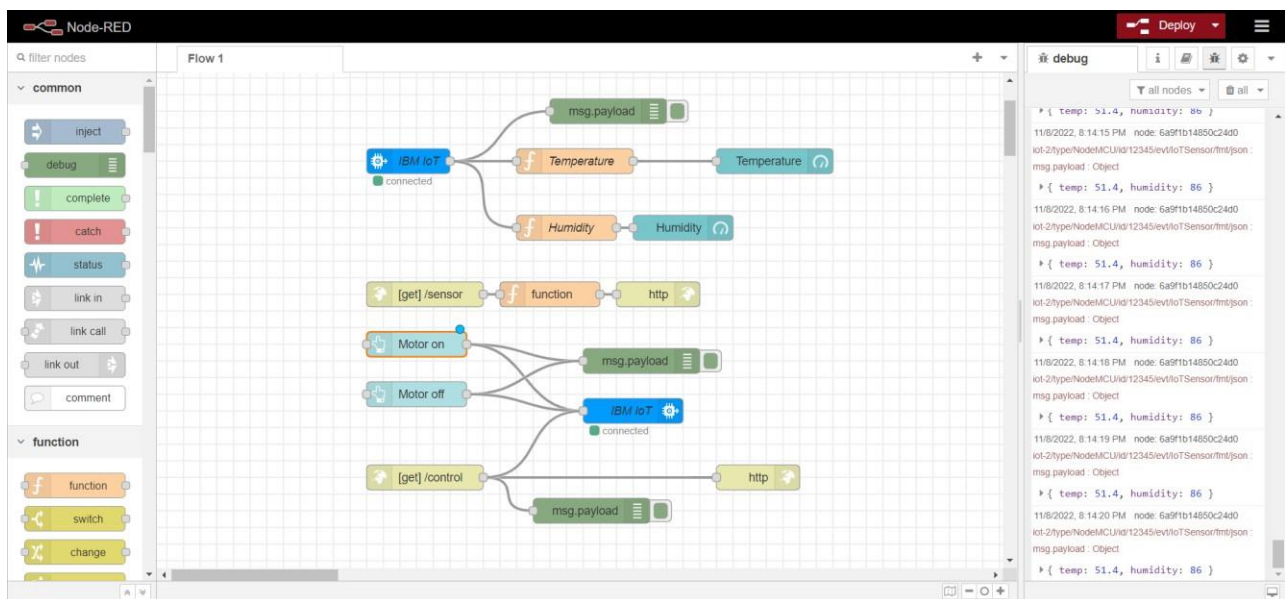 Node-RED
Deploy
filter nodes
common
inject
debug
complete
catch
status
link in
link call
link out
comment
function
function
switch
change
Flow 1
msg.payload
IBM IoT
connected
Temperature
Temperature
Humidity
Humidity
[get] /sensor
function
http
Motor on
msg.payload
Motor off
IBM IoT
connected
[get] /control
http
msg.payload
debug
i
all nodes
all
{ temp: 51.4, humidity: 86 }
11/8/2022, 8:14:15 PM node: 6a9f1b14850c24d0
iot-2/type/NodeMCU/id/12345/evt/IoTSensor/fmt/json :
msg.payload : Object
{ temp: 51.4, humidity: 86 }
11/8/2022, 8:14:16 PM node: 6a9f1b14850c24d0
iot-2/type/NodeMCU/id/12345/evt/IoTSensor/fmt/json :
msg.payload : Object
{ temp: 51.4, humidity: 86 }
11/8/2022, 8:14:17 PM node: 6a9f1b14850c24d0
iot-2/type/NodeMCU/id/12345/evt/IoTSensor/fmt/json :
msg.payload : Object
{ temp: 51.4, humidity: 86 }
11/8/2022, 8:14:18 PM node: 6a9f1b14850c24d0
iot-2/type/NodeMCU/id/12345/evt/IoTSensor/fmt/json :
msg.payload : Object
{ temp: 51.4, humidity: 86 }
11/8/2022, 8:14:19 PM node: 6a9f1b14850c24d0
iot-2/type/NodeMCU/id/12345/evt/IoTSensor/fmt/json :
msg.payload : Object
{ temp: 51.4, humidity: 86 }
11/8/2022, 8:14:20 PM node: 6a9f1b14850c24d0
iot-2/type/NodeMCU/id/12345/evt/IoTSensor/fmt/json :
msg.payload : Object
{ temp: 51.4, humidity: 86 }